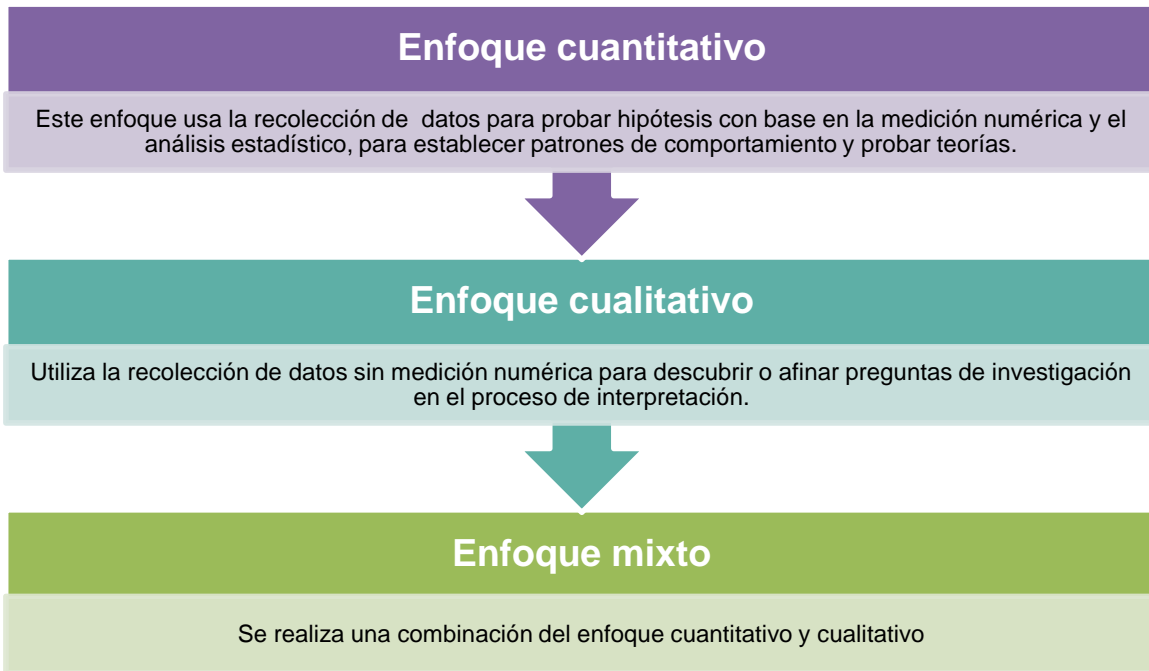 Enfoque cuantitativo
Este enfoque usa la recolección de datos para probar hipótesis con base en la medición numérica y el
análisis estadístico, para establecer patrones de comportamiento y probar teorías.
Enfoque cualitativo
Utiliza la recolección de datos sin medición numérica para descubrir o afinar preguntas de investigación
en el proceso de interpretación.
Enfoque mixto
Se realiza una combinación del enfoque cuantitativo y cualitativo